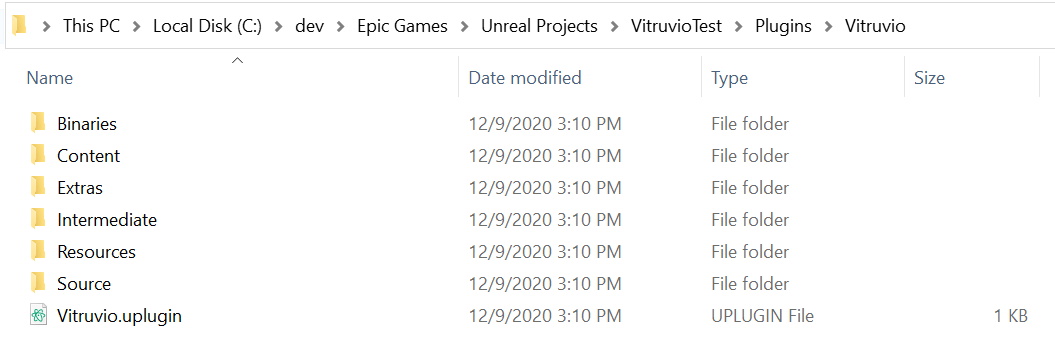 This PC > Local Disk (C:) > dev > Epic Games > Unreal Projects > VitruvioTest > Plugins > Vitruvio
Name Date modified Type Size
Binaries 12/9/2020 3:10 PM File folder
Content 12/9/2020 3:10 PM File folder
Extras 12/9/2020 3:10 PM File folder
Intermediate 12/9/2020 3:10 PM File folder
Resources 12/9/2020 3:10 PM File folder
Source 12/9/2020 3:10 PM File folder
Vitruvio.uplugin 12/9/2020 3:10 PM UPLUGIN File 1 KB